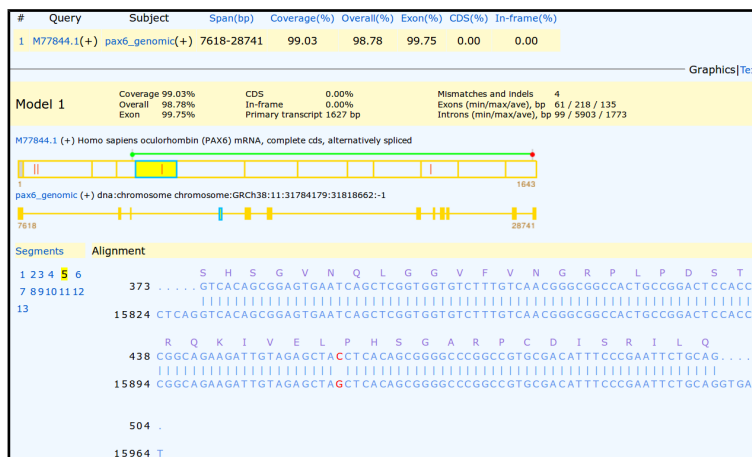 # Query Subject Span(bp) Coverage(%) Overall(%) Exon(%) CDS(%) In-frame(%)
1 M77844.1(+) pax6_genomic(+) 7618-28741 99.03 98.78 99.75 0.00 0.00
Graphics|Te
Model 1
Coverage 99.03% CDS 0.00% Mismatches and indels 4
Overall 98.78% In-frame 0.00% Exons (min/max/ave), bp 61 / 218 / 135
Exon 99.75% Primary transcript 1627 bp Introns (min/max/ave), bp 99 / 5903 / 1773
M77844.1 (+) Homo sapiens oculorhombin (PAX6) mRNA, complete cds, alternatively spliced
1 1643
pax6_genomic (+) dna:chromosome chromosome:GRCh38:11:31784179:31818662:-1
7618 28741
Segments Alignment
1 2 3 4 5 6
7 8 9 10 11 12
13
S H S G V N Q L G G V F V N G R P L P D S T
373 .....GTCACAGCGGAGTGAATCAGCTCGGTGGTGTCTTTGTCAACGGGCGGCCACTGCCGGACTCCACC
15824 CTCAGGTCACAGCGGAGTGAATCAGCTCGGTGGTGTCTTTGTCAACGGGCGGCCACTGCCGGACTCCACC
R Q K I V E L P H S G A R P C D I S R I L Q
438 CGGCAGAAGATTGTAGAGCTACCTCACAGCGGGGCCCGGCCGTGCGACATTTCCCGAATTCTGCAG....
15894 CGGCAGAAGATTGTAGAGCTAGCTCACAGCGGGGCCCGGCCGTGCGACATTTCCCGAATTCTGCAGGTGA
504 .
15964 T